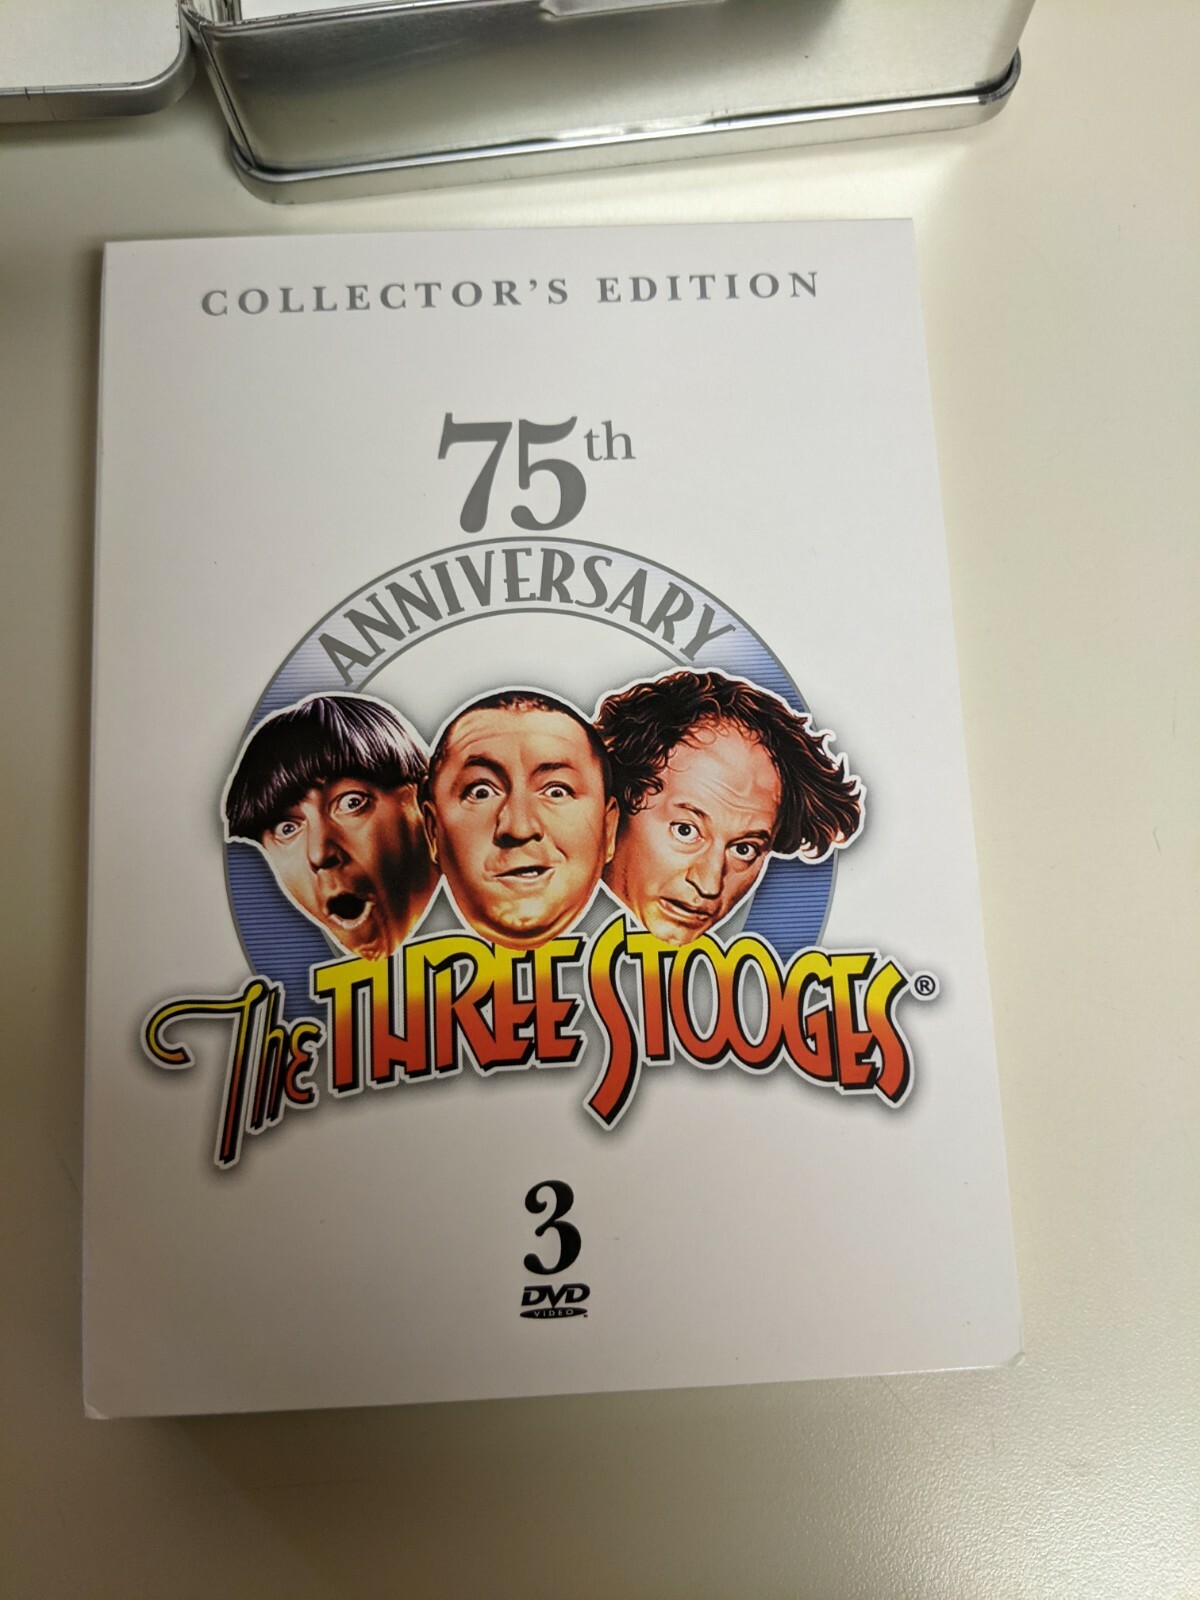 COLLECTOR'S EDITION
75th
ANNIVERSARY
The THREE STOOGES®
3
DVD
VIDEO